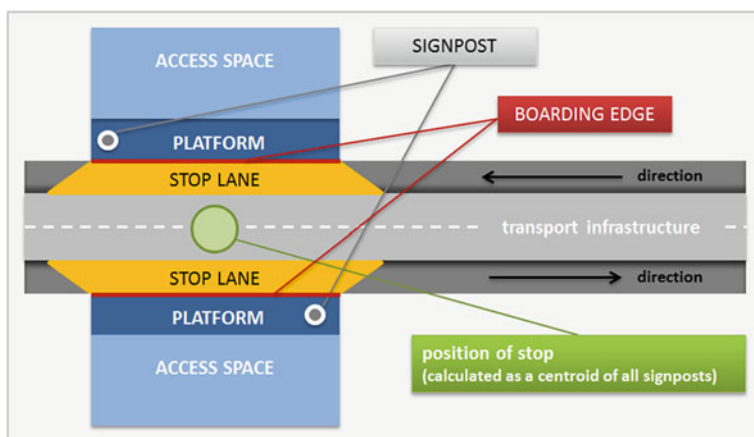 ACCESS SPACE
SIGNPOST
PLATFORM
BOARDING EDGE
STOP LANE
direction
transport infrastructure
STOP LANE
direction
PLATFORM
ACCESS SPACE
position of stop
(calculated as a centroid of all signposts)